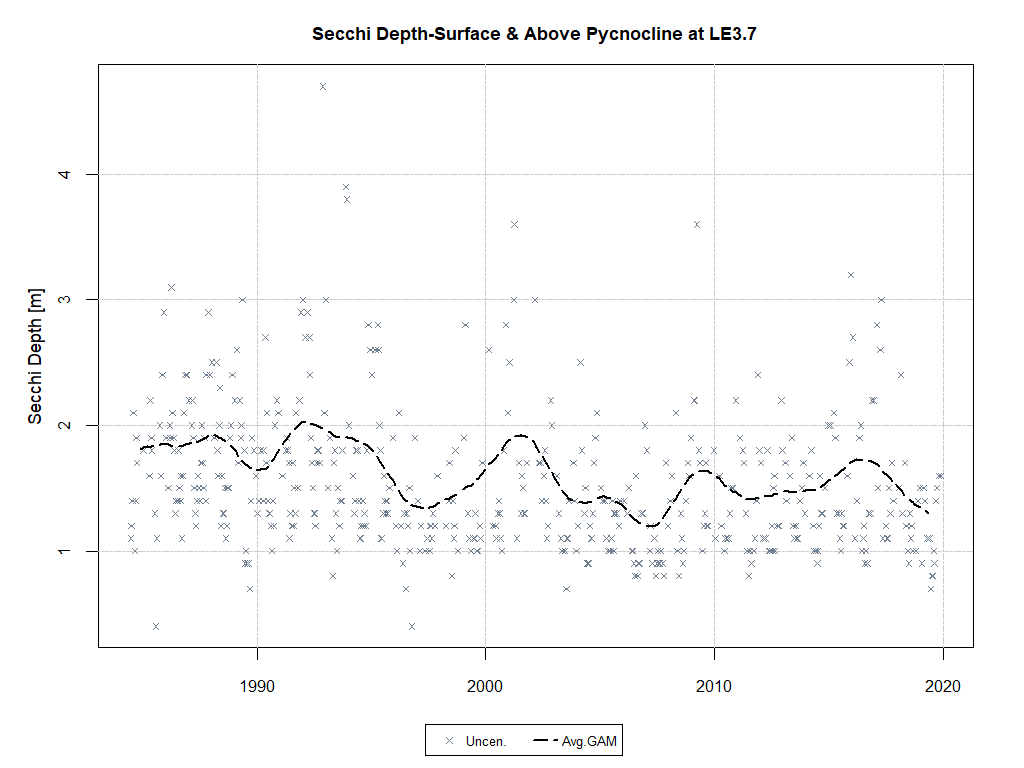 Secchi Depth-Surface & Above Pycnocline at LE3.7
Secchi Depth [m]
4
3
2
1
1990 2000 2010 2020
Uncen. Avg.GAM